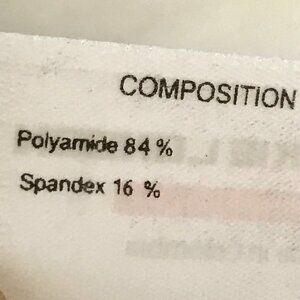 COMPOSITION
Polyamide 84 %
Spandex 16 %